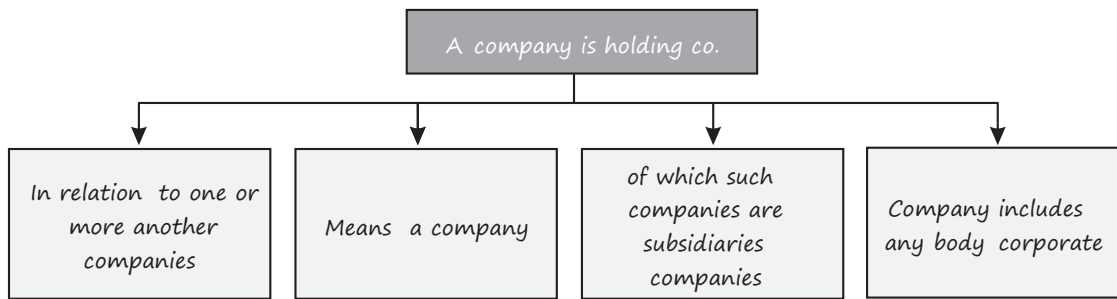 A company is holding co.
In relation to one or
more another
companies
Means a company
of which such
companies are
subsidiaries
companies
Company includes
any body corporate